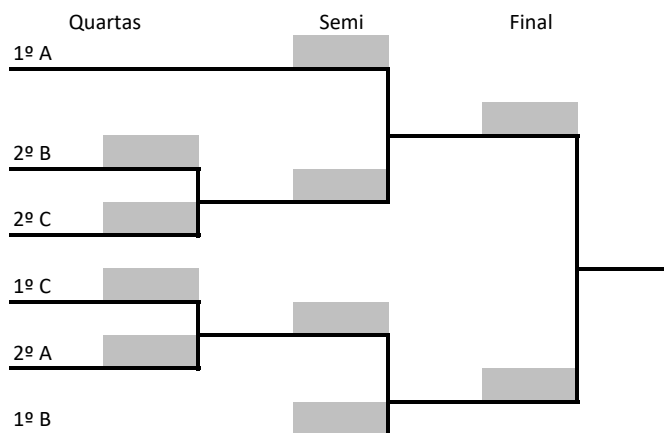 Quartas Semi Final
1º A
2º B
2º C
1º C
2º A
1º B